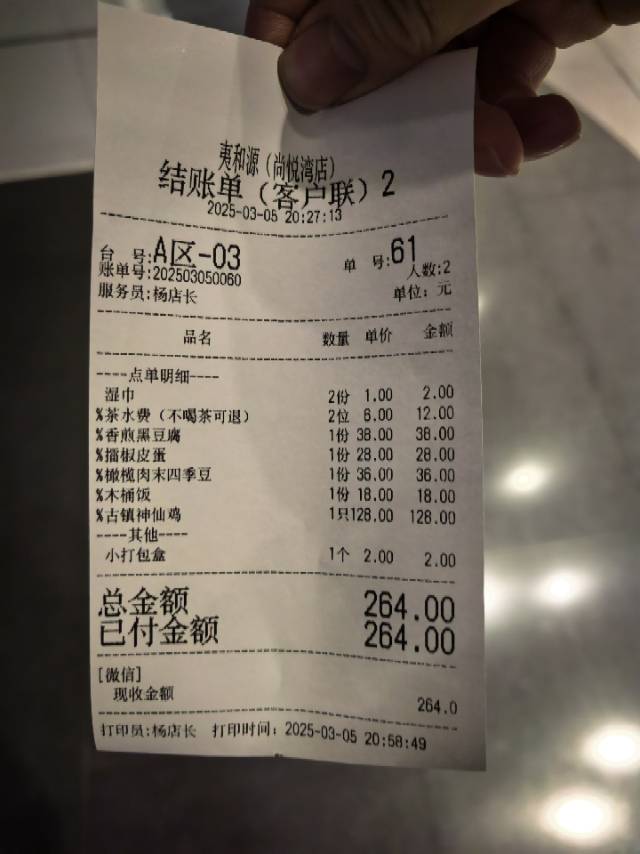 夷和源（尚悦湾店）
结账单（客户联）2
2025-03-05 20:27:13
台 号:A区-03 单 号:61
账单号:202503050060 人数:2
服务员:杨店长 单位: 元
品名 数量 单价 金额
----点单明细----
湿巾 2份 1.00 2.00
%茶水费（不喝茶可退） 2位 6.00 12.00
%香煎黑豆腐 1份 38.00 38.00
%擂椒皮蛋 1份 28.00 28.00
%橄榄肉末四季豆 1份 36.00 36.00
%木桶饭 1份 18.00 18.00
%古镇神仙鸡 1只 128.00 128.00
----其他----
小打包盒 1个 2.00 2.00
总金额 264.00
已付金额 264.00
[微信]
现收金额 264.0
打印员:杨店长 打印时间: 2025-03-05 20:58:49